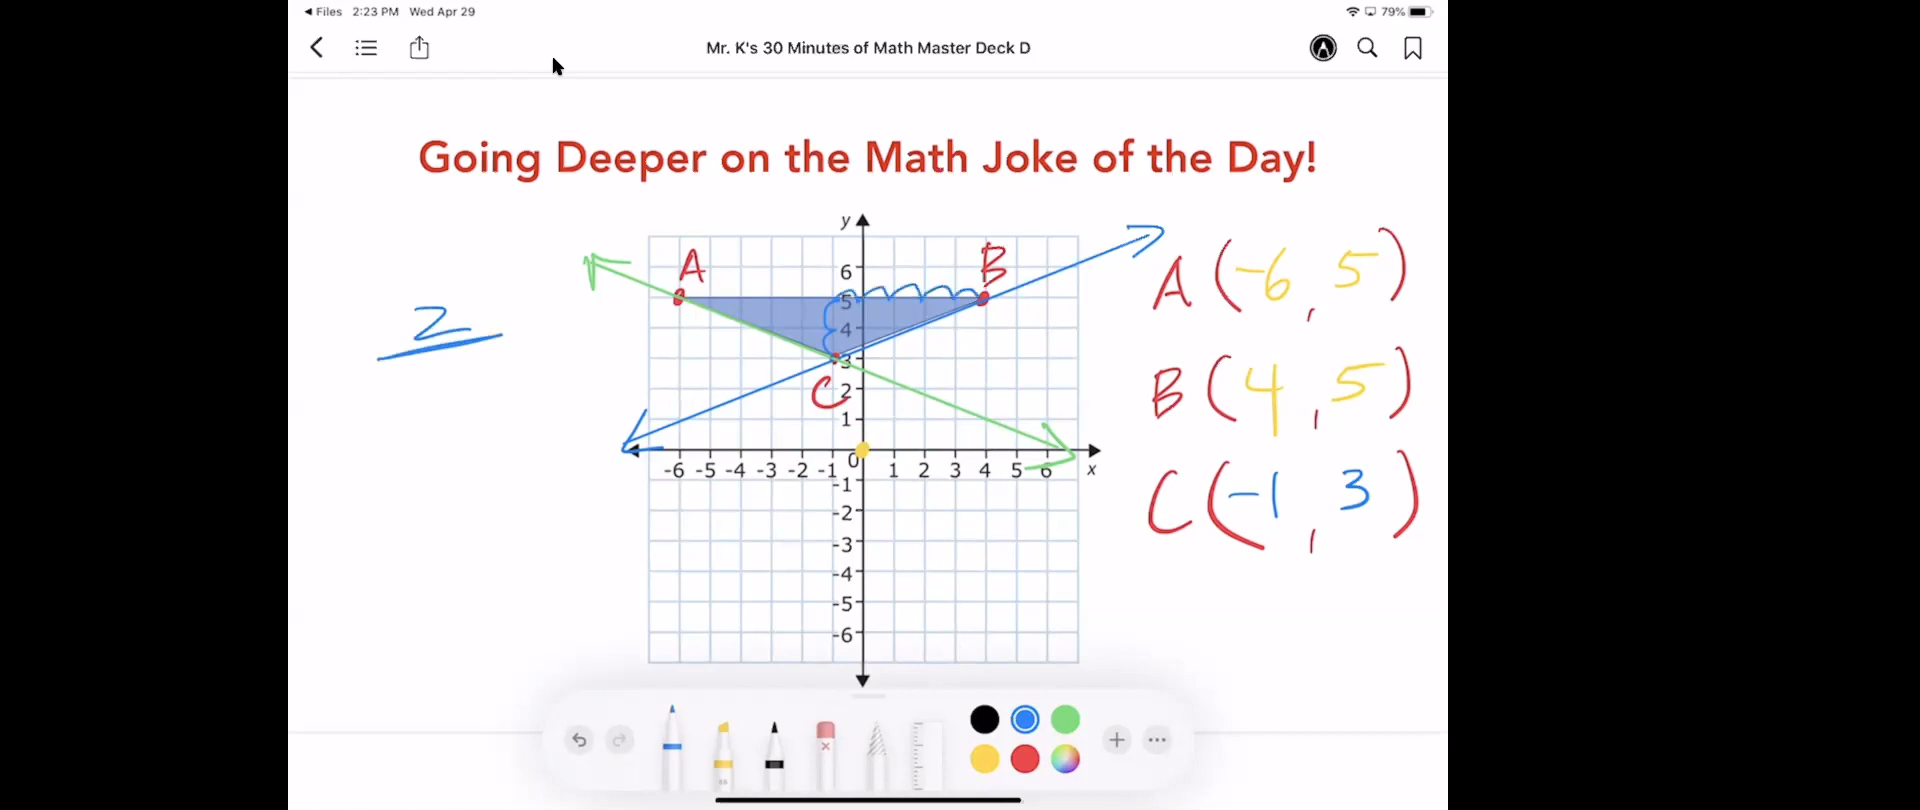 Files 2:23 PM Wed Apr 29
79%
Mr. K's 30 Minutes of Math Master Deck D
Going Deeper on the Math Joke of the Day!
y
A
B
6
5
4
3
C
2
1
0
-6 -5 -4 -3 -2 -1
1 2 3 4 5 6
x
-1
-2
-3
-4
-5
-6
2
A (-6, 5)
B (4, 5)
C (-1, 3)